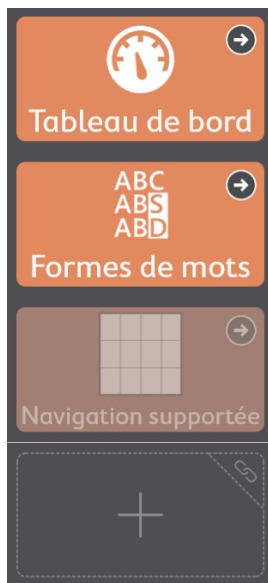 Tableau de bord
ABC
ABS
ABD
Formes de mots
Navigation supportée